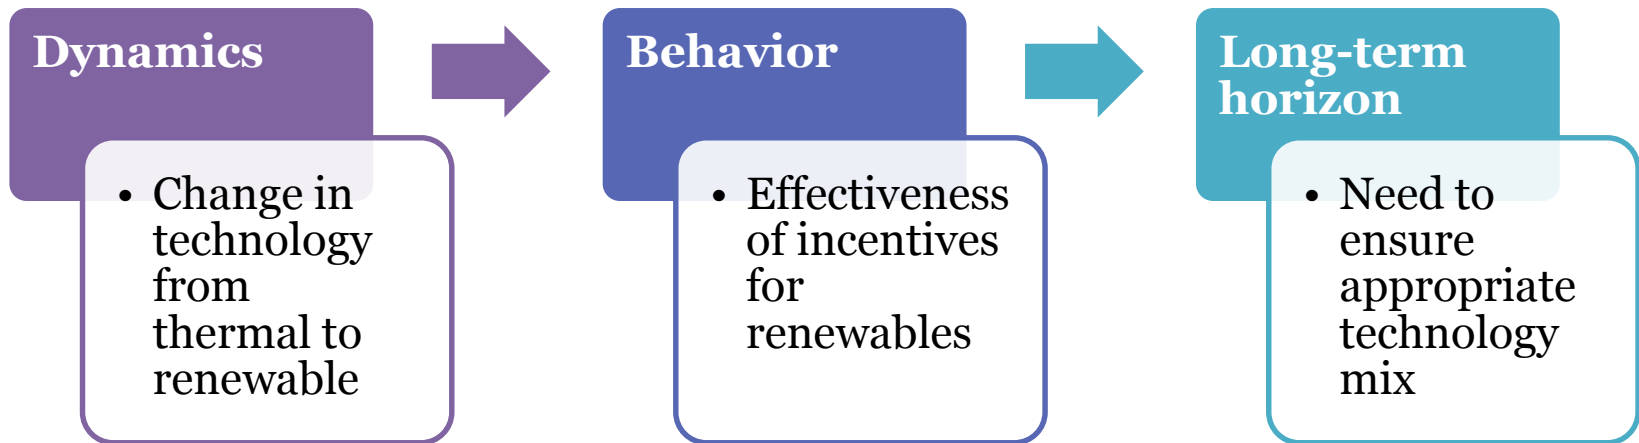 Dynamics
• Change in
technology
from
thermal to
renewable
Behavior
• Effectiveness
of incentives
for
renewables
Long-term
horizon
• Need to
ensure
appropriate
technology
mix